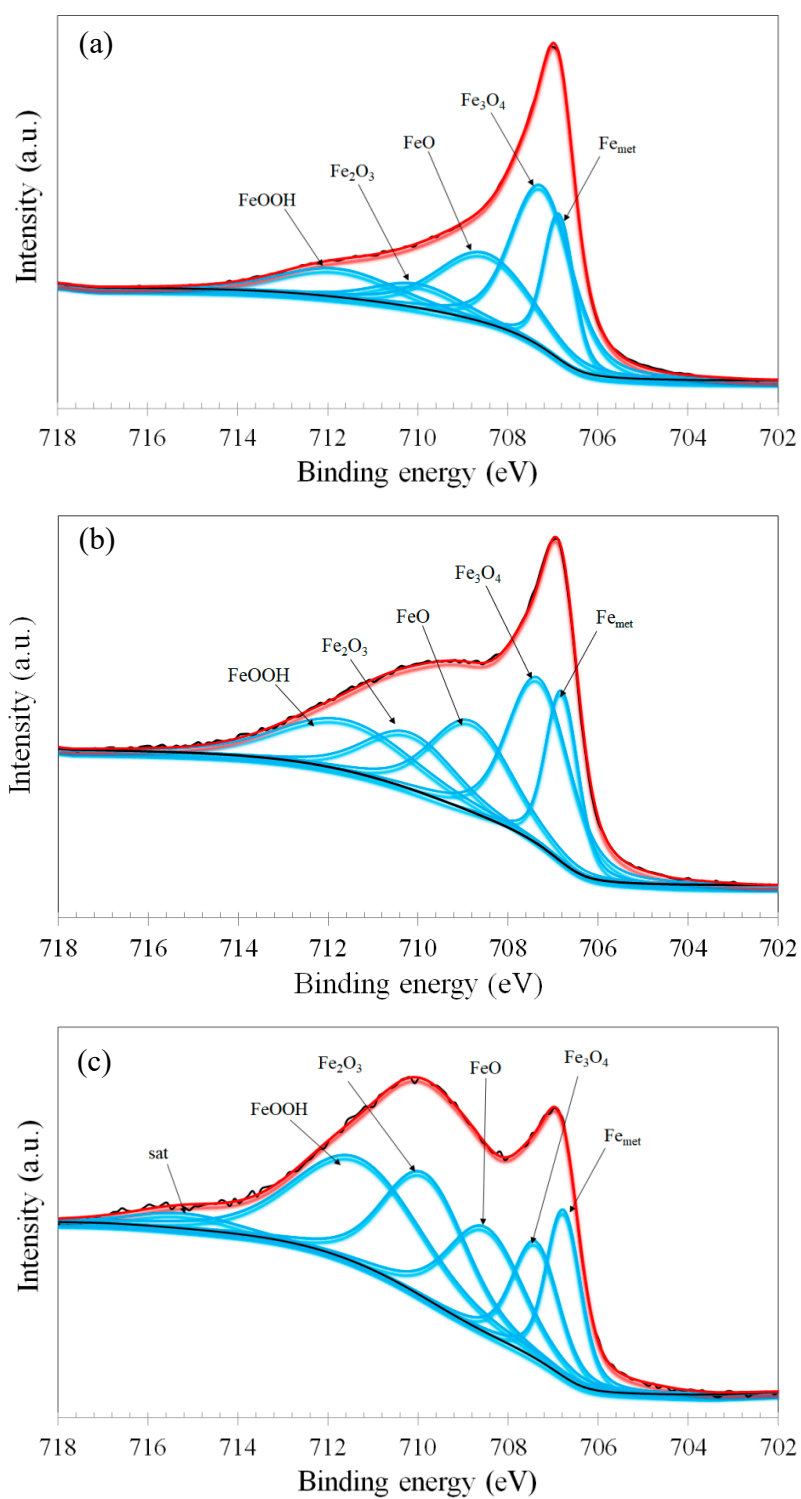 (a)
Fe₃O₄
FeO
Feₘₑₜ
Fe₂O₃
FeOOH
Intensity (a.u.)
718 716 714 712 710 708 706 704 702
Binding energy (eV)
(b)
Fe₃O₄
FeO
Feₘₑₜ
Fe₂O₃
FeOOH
Intensity (a.u.)
718 716 714 712 710 708 706 704 702
Binding energy (eV)
(c)
Fe₂O₃
FeO
Fe₃O₄
FeOOH
Feₘₑₜ
sat
Intensity (a.u.)
718 716 714 712 710 708 706 704 702
Binding energy (eV)